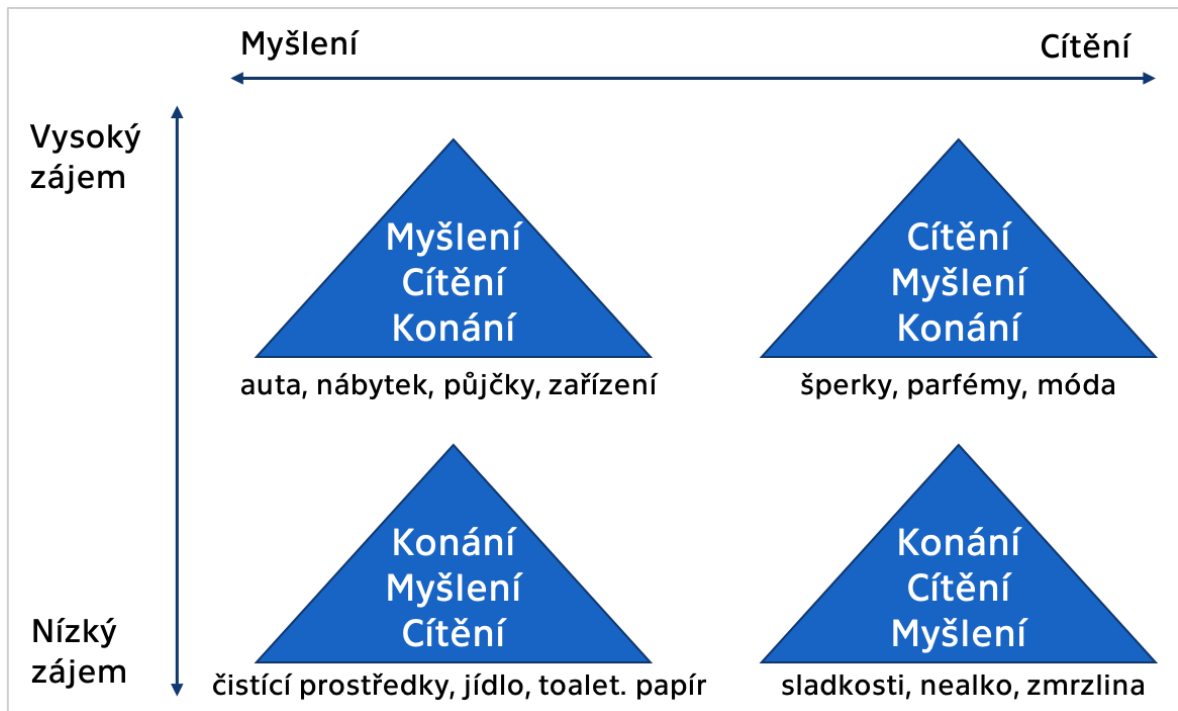 Myšlení
Cítění
Vysoký
zájem
Myšlení
Cítění
Konání
Cítění
Myšlení
Konání
auta, nábytek, půjčky, zařízení
šperky, parfémy, móda
Konání
Myšlení
Cítění
Konání
Cítění
Myšlení
Nízký
zájem
čistící prostředky, jídlo, toalet. papír
sladkosti, nealko, zmrzlina